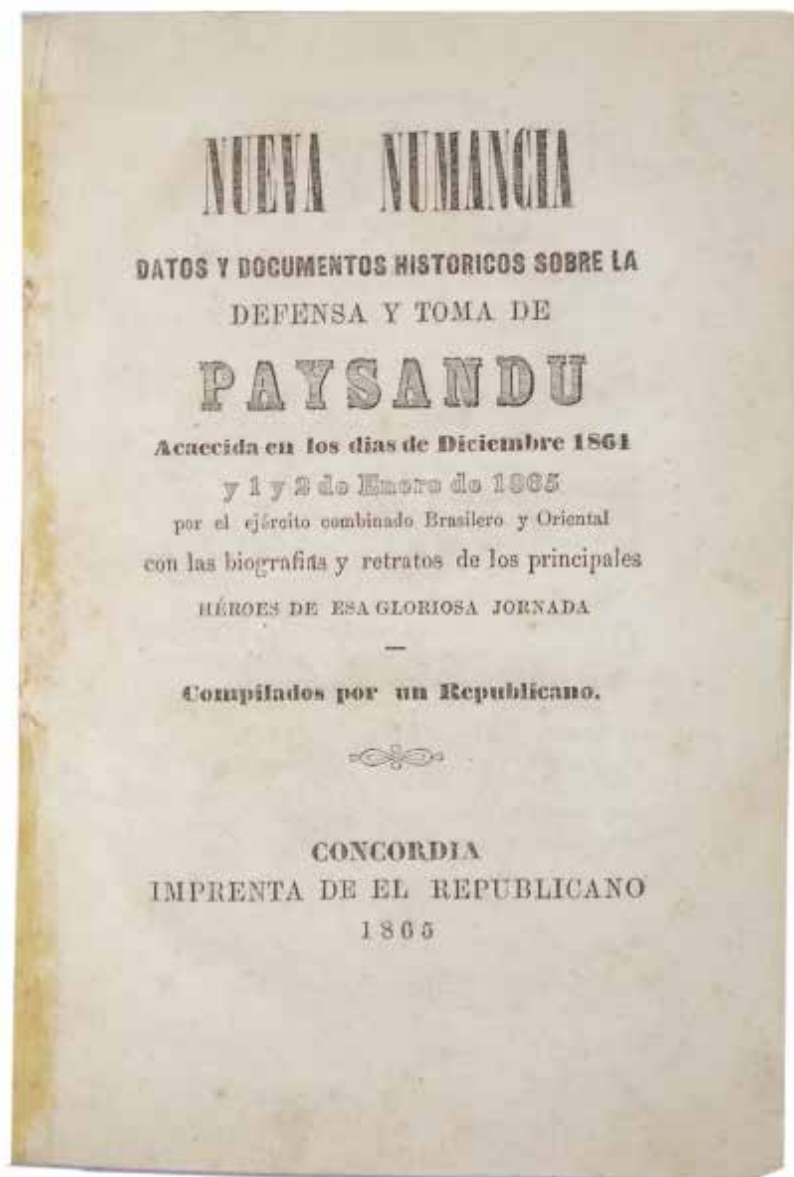 NUEVA NUMANCIA
DATOS Y DOCUMENTOS HISTORICOS SOBRE LA
DEFENSA Y TOMA DE
PAYSANDU
Acaecida en los dias de Diciembre 1864
y 1 y 2 de Enero de 1865
por el ejército combinado Brasilero y Oriental
con las biografias y retratos de los principales
HÉROES DE ESA GLORIOSA JORNADA
—
Compilados por un Republicano.
CONCORDIA
IMPRENTA DE EL REPUBLICANO
1865